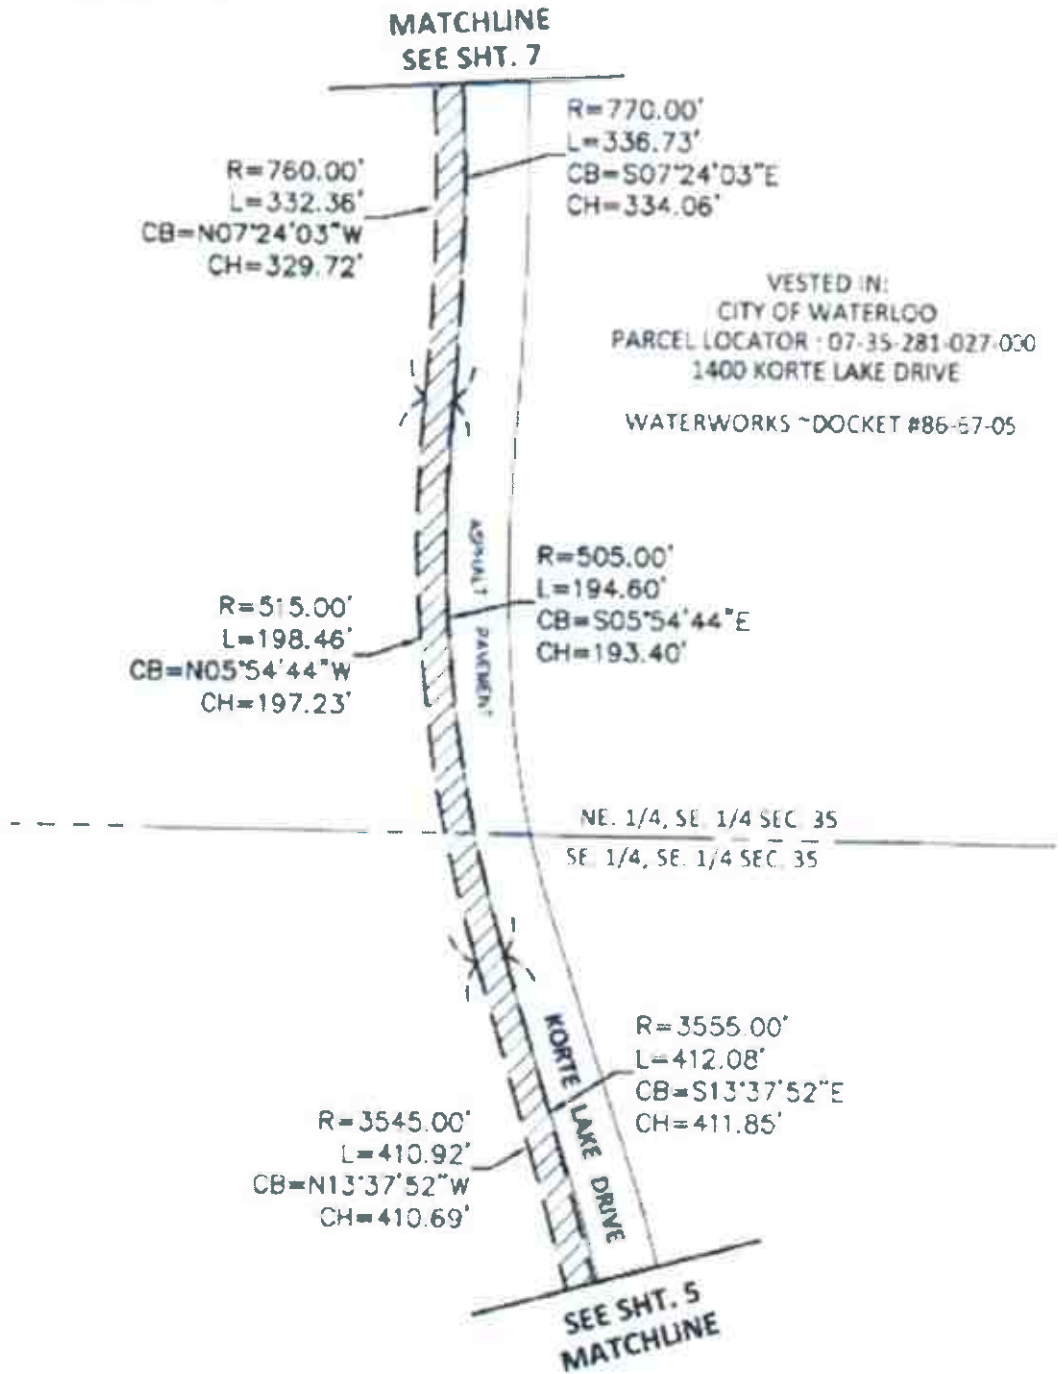 MATCHLINE
SEE SHT. 7
R=770.00'
L=336.73'
CB=S07°24'03"E
CH=334.06'
R=760.00'
L=332.36'
CB=N07°24'03"W
CH=329.72'
VESTED IN:
CITY OF WATERLOO
PARCEL LOCATOR : 07-35-281-027-000
1400 KORTE LAKE DRIVE
WATERWORKS ~DOCKET #86-67-05
ASPHALT PAVEMENT
R=505.00'
L=194.60'
CB=S05°54'44"E
CH=193.40'
R=515.00'
L=198.46'
CB=N05°54'44"W
CH=197.23'
NE. 1/4, SE. 1/4 SEC. 35
SE. 1/4, SE. 1/4 SEC. 35
KORTE LAKE DRIVE
R=3555.00'
L=412.08'
CB=S13°37'52"E
CH=411.85'
R=3545.00'
L=410.92'
CB=N13°37'52"W
CH=410.69'
SEE SHT. 5
MATCHLINE